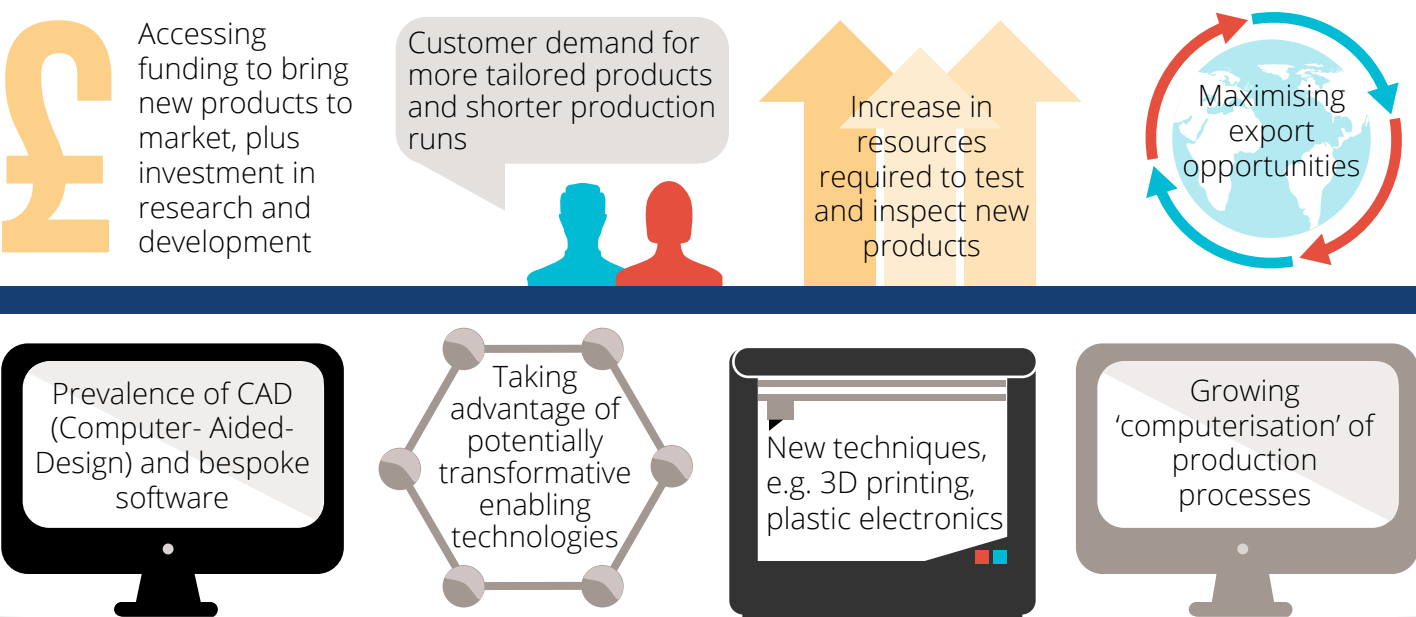 Accessing
funding to bring
new products to
market, plus
investment in
research and
development
Customer demand for
more tailored products
and shorter production
runs
Increase in
resources
required to test
and inspect new
products
Maximising
export
opportunities
Prevalence of CAD
(Computer- Aided-
Design) and bespoke
software
Taking
advantage of
potentially
transformative
enabling
technologies
New techniques,
e.g. 3D printing,
plastic electronics
Growing
‘computerisation’ of
production
processes